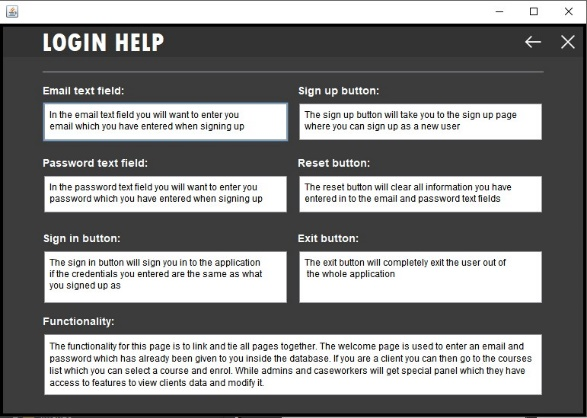 LOGIN HELP
Email text field:
In the email text field you will want to enter you
email which you have entered when signing up
Sign up button:
The sign up button will take you to the sign up page
where you can sign up as a new user
Password text field:
In the password text field you will want to enter you
password which you have entered when signing up
Reset button:
The reset button will clear all information you have
entered in to the email and password text fields
Sign in button:
The sign in button will sign you in to the application
if the credentials you entered are the same as what
you signed up as
Exit button:
The exit button will completely exit the user out of
the whole application
Functionality:
The functionality for this page is to link and tie all pages together. The welcome page is used to enter an email and
password which has already been given to you inside the database. If you are a client you can then go to the courses
list which you can select a course and enrol. While admins and caseworkers will get special panel which they have
access to features to view clients data and modify it.